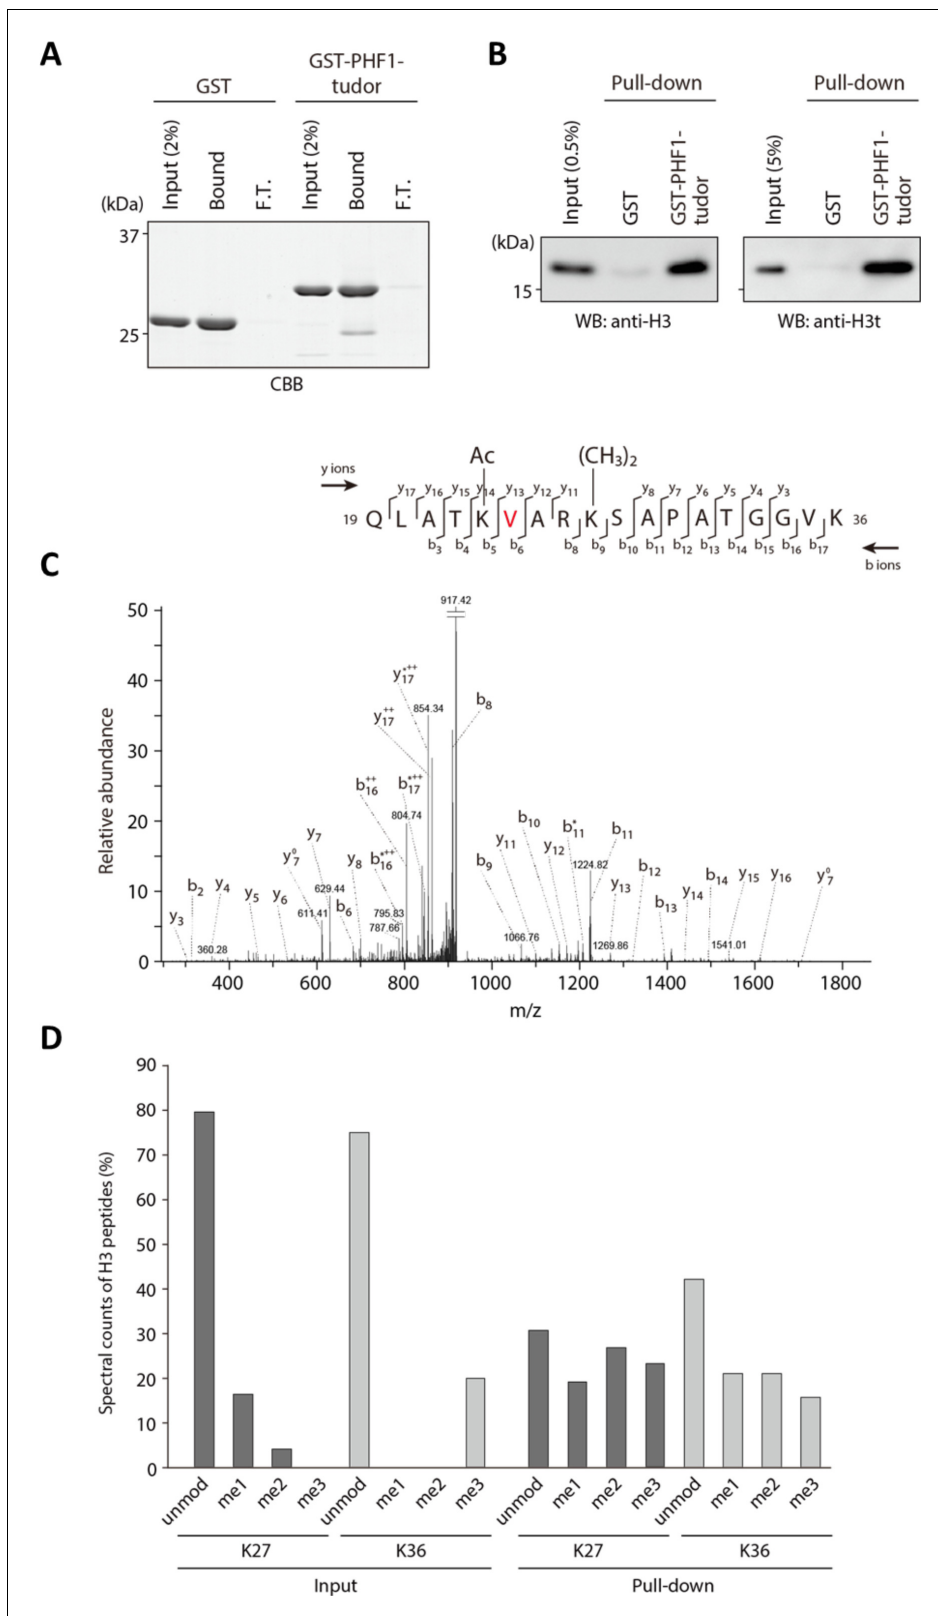 A
GST
GST-PHF1-
tudor
Input (2%)
Bound
F.T.
Input (2%)
Bound
F.T.
(kDa)
37
25
CBB
B
Pull-down
Pull-down
Input (0.5%)
GST
GST-PHF1-
tudor
Input (5%)
GST
GST-PHF1-
tudor
(kDa)
15
WB: anti-H3
WB: anti-H3t
Ac
(CH3)2
y ions
y17 y16 y15 y14 y13 y12 y11 y8 y7 y6 y5 y4 y3
19 Q L A T K V A R K S A P A T G G V K 36
b3 b4 b5 b6 b8 b9 b10 b11 b12 b13 b14 b15 b16 b17
b ions
C
Relative abundance
50
40
30
20
10
0
917.42
y17*++
y17++
854.34
b8
b16++
b17*++
804.74
y7
y7⁰
b16*++
y8
629.44
611.41
b6
795.83
787.66
y3
b2
y4
y5
y6
360.28
b10
b11*
b11
y11
y12
b9
1224.82
1066.76
y13
b12
1269.86
b13
y14
b14
y15
y16
y7⁰
1541.01
400 600 800 1000 1200 1400 1600 1800
m/z
D
Spectral counts of H3 peptides (%)
90
80
70
60
50
40
30
20
10
0
unmod me1 me2 me3 unmod me1 me2 me3 unmod me1 me2 me3 unmod me1 me2 me3
K27 K36 K27 K36
Input Pull-down